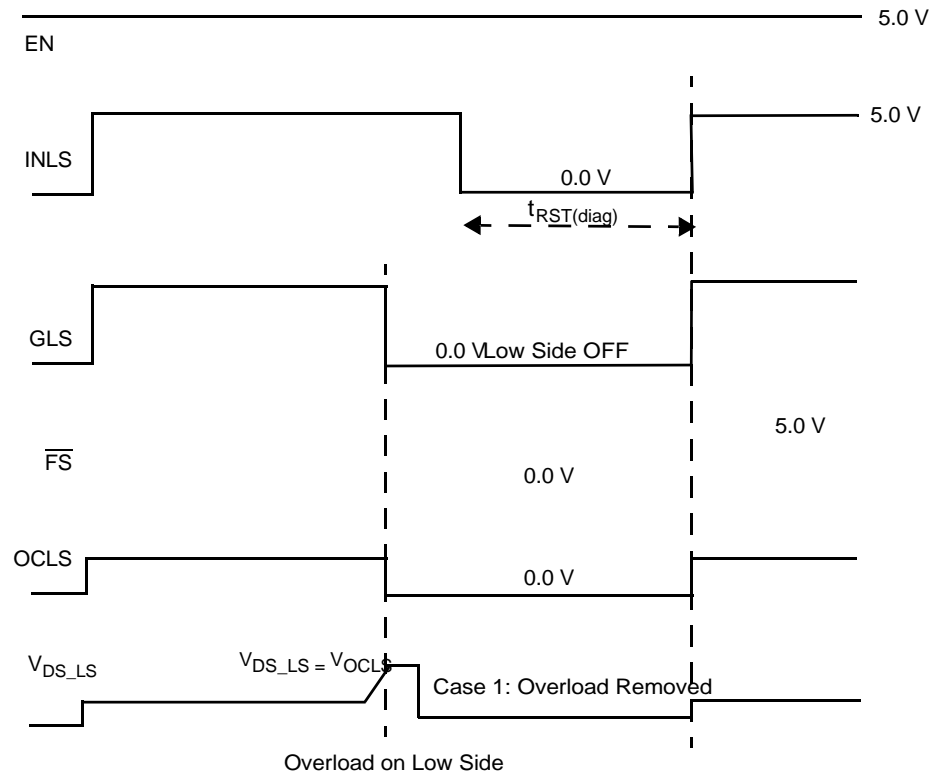 5.0 V
EN
5.0 V
INLS
0.0 V
tRST(diag)
GLS
0.0 VLow Side OFF
5.0 V
FS
0.0 V
OCLS
0.0 V
VDS_LS
VDS_LS = VOCLS
Case 1: Overload Removed
Overload on Low Side